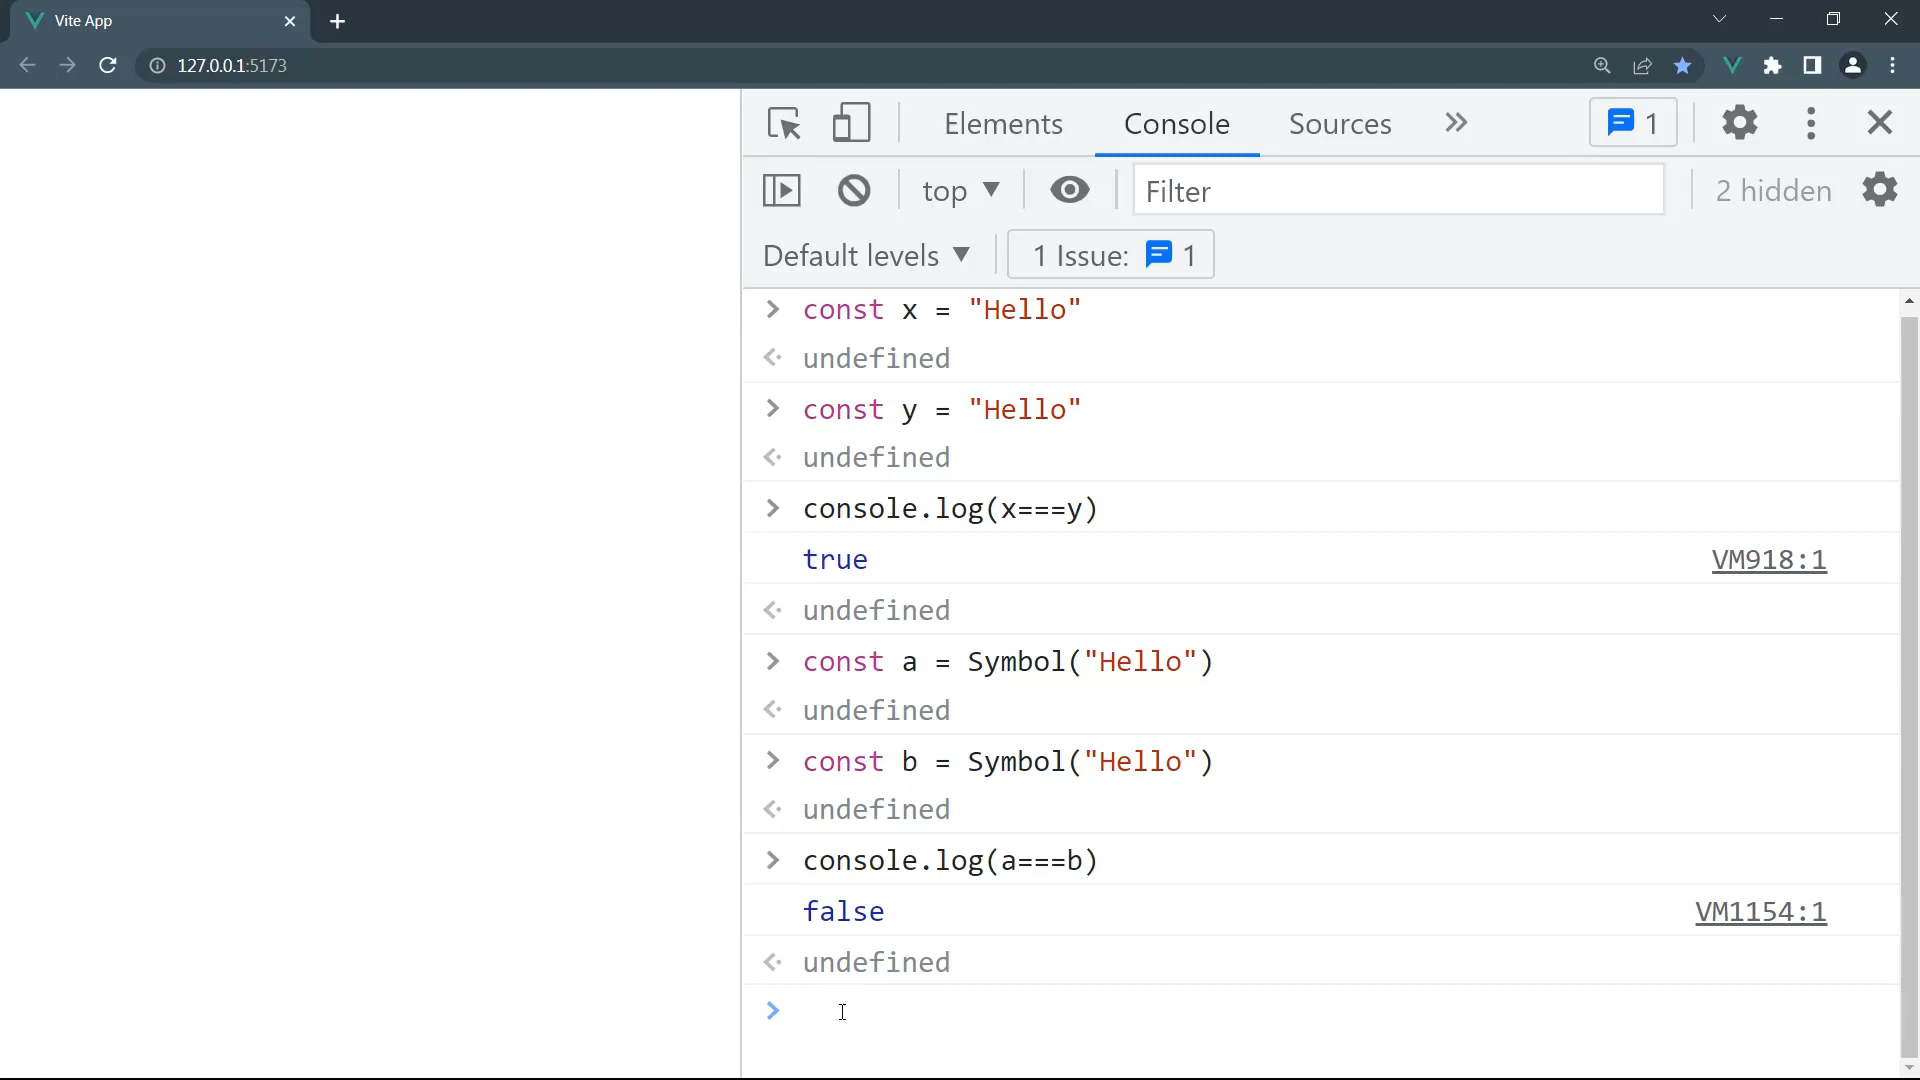 Vite App
127.0.0.1:5173
Elements Console Sources 1
top Filter 2 hidden
Default levels 1 Issue: 1
const x = "Hello"
undefined
const y = "Hello"
undefined
console.log(x===y)
true VM918:1
undefined
const a = Symbol("Hello")
undefined
const b = Symbol("Hello")
undefined
console.log(a===b)
false VM1154:1
undefined